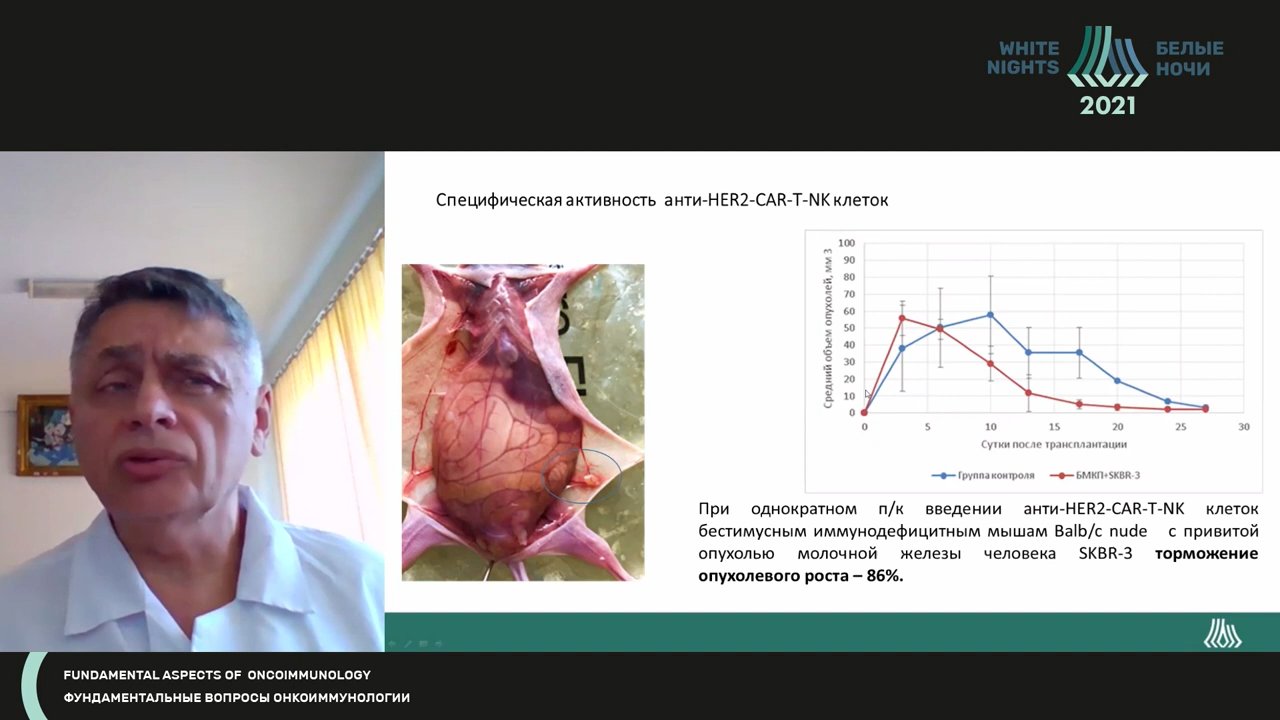 WHITE NIGHTS
БЕЛЫЕ НОЧИ
2021
Специфическая активность анти-HER2-CAR-T-NK клеток
Средний объем опухолей, мм 3
100
90
80
70
60
50
40
30
20
10
0
0 5 10 15 20 25 30
Сутки после трансплантации
Группа контроля БМКП+SKBR-3
При однократном п/к введении анти-HER2-CAR-T-NK клеток
бестимусным иммунодефицитным мышам Balb/c nude с привитой
опухолью молочной железы человека SKBR-3 торможение
опухолевого роста – 86%.
FUNDAMENTAL ASPECTS OF ONCOIMMUNOLOGY
ФУНДАМЕНТАЛЬНЫЕ ВОПРОСЫ ОНКОИММУНОЛОГИИ